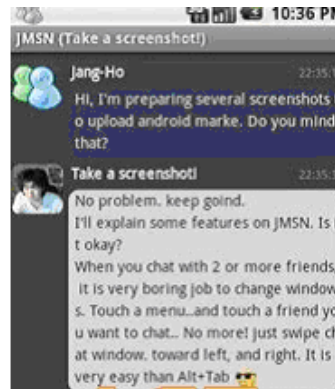 10:36 PM
JMSN (Take a screenshot!)
Jang-Ho
22:35:
Hi, I'm preparing several screenshots
o upload android marke. Do you mind
that?
Take a screenshot!
22:35:
No problem. keep goind.
I'll explain some features on JMSN. Is
t okay?
When you chat with 2 or more friends,
it is very boring job to change window
s. Touch a menu..and touch a friend yo
u want to chat.. No more! Just swipe ch
at window. toward left, and right. It is
very easy than Alt+Tab